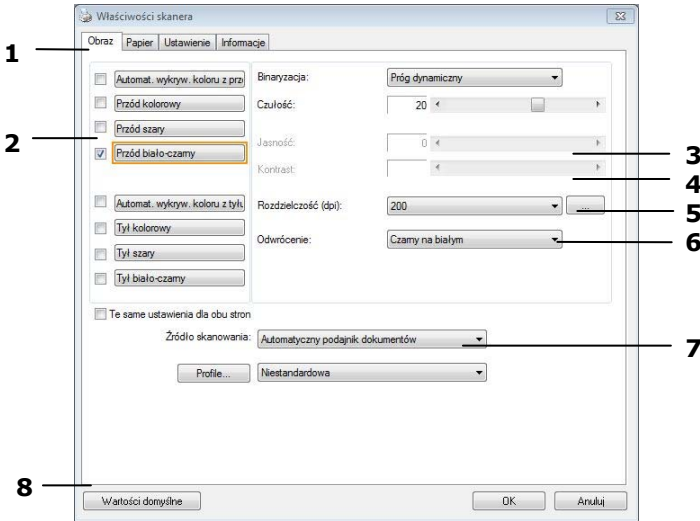 Właściwości skanera
1
Obraz Papier Ustawienie Informacje
Automat. wykryw. koloru z prz
Binaryzacja: Próg dynamiczny
Przód kolorowy
Czułość: 20
Przód szary
2
Jasność: 0
3
Przód biało-czarny
Kontrast:
4
Automat. wykryw. koloru z tyłu
Rozdzielczość (dpi): 200 ...
5
Tył kolorowy
Odwrócenie: Czarny na białym
6
Tył szary
Tył biało-czarny
Te same ustawienia dla obu stron
Źródło skanowania: Automatyczny podajnik dokumentów
7
Profile... Niestandardowa
8
Wartości domyślne OK Anuluj